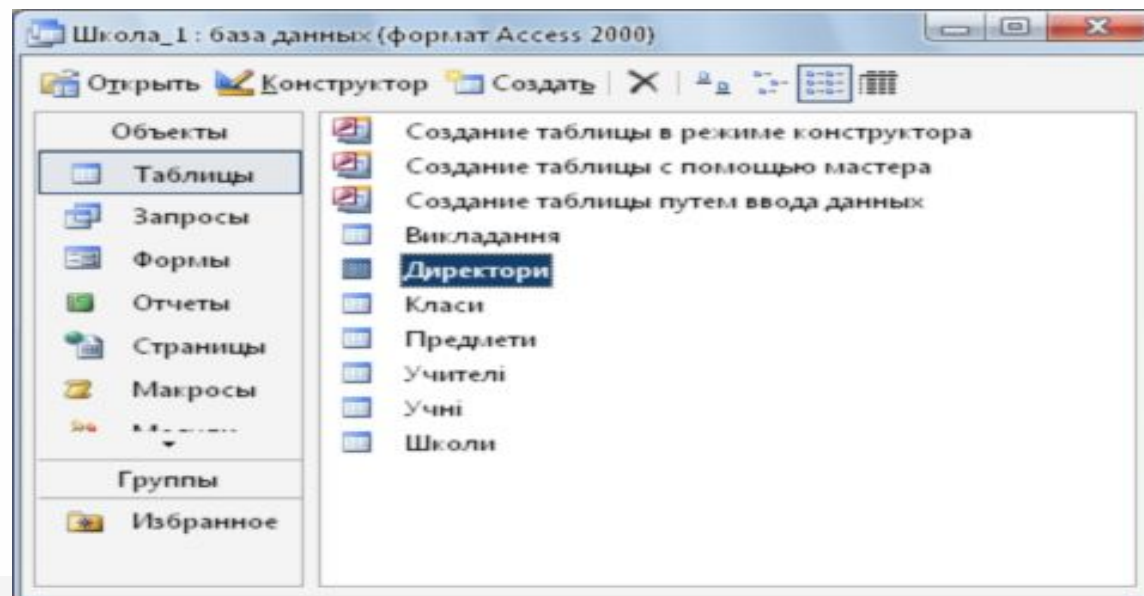 Школа_1 : база данных (формат Access 2000)
Открыть Конструктор Создать
Объекты
Таблицы
Запросы
Формы
Отчеты
Страницы
Макросы
Группы
Избранное
Создание таблицы в режиме конструктора
Создание таблицы с помощью мастера
Создание таблицы путем ввода данных
Викладання
Директори
Класи
Предмети
Учителі
Учні
Школи